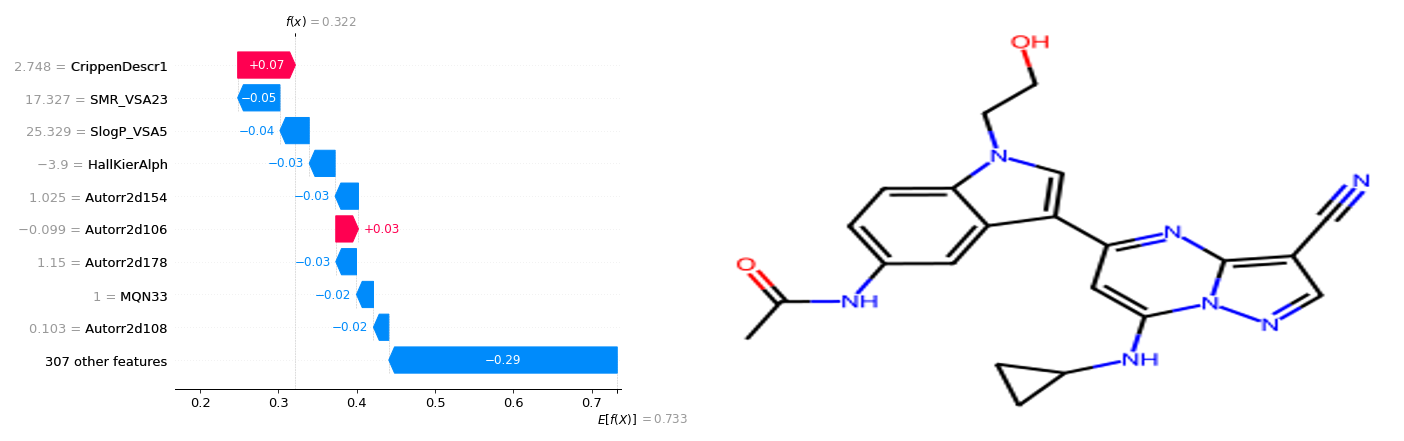 f(x) = 0.322
2.748 = CrippenDescr1
+0.07
17.327 = SMR_VSA23
−0.05
25.329 = SlogP_VSA5
−0.04
−3.9 = HallKierAlph
−0.03
1.025 = Autorr2d154
−0.03
−0.099 = Autorr2d106
+0.03
1.15 = Autorr2d178
−0.03
1 = MQN33
−0.02
0.103 = Autorr2d108
−0.02
307 other features
−0.29
0.2 0.3 0.4 0.5 0.6 0.7
E[f(X)] = 0.733
OH
N
N
N
O
NH
N
N
NH